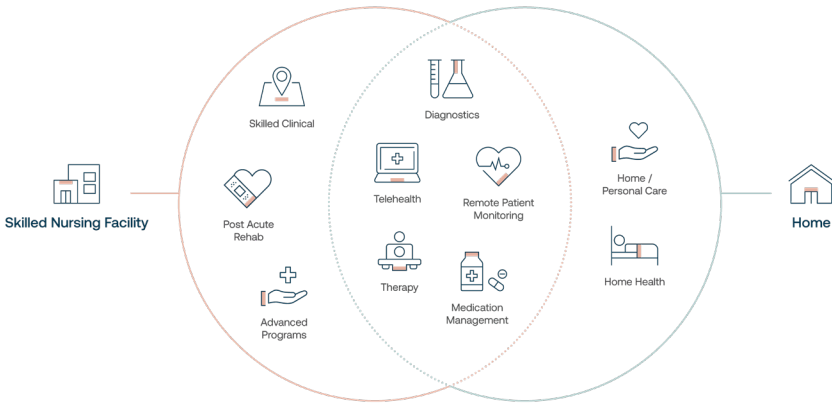 Skilled Clinical
Diagnostics
Telehealth
Remote Patient
Monitoring
Home /
Personal Care
Skilled Nursing Facility
Post Acute
Rehab
Home
Therapy
Medication
Management
Home Health
Advanced
Programs